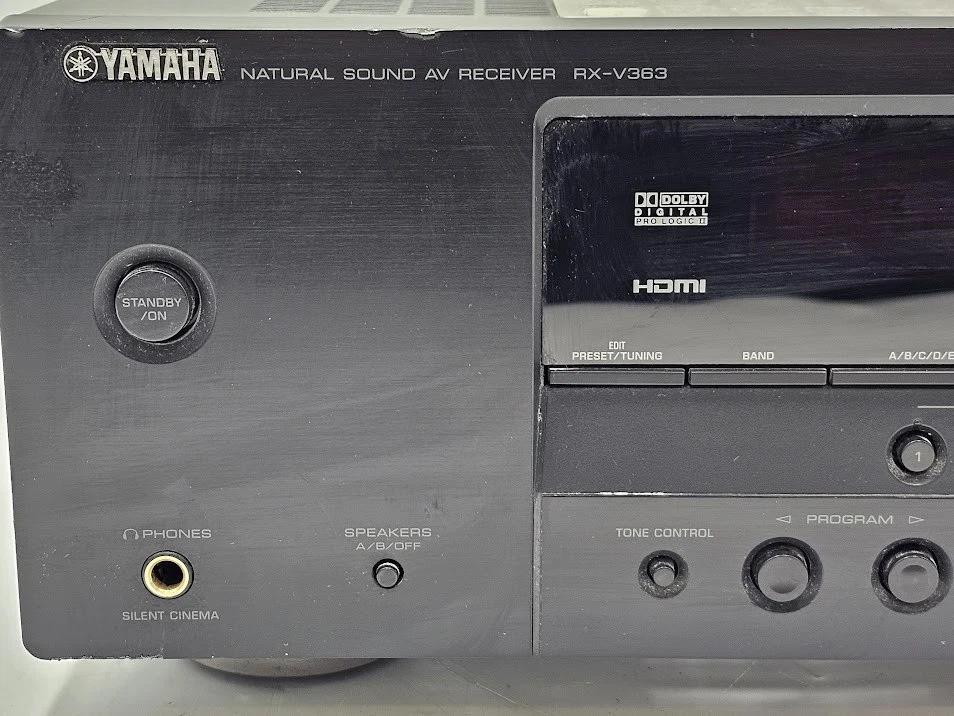 YAMAHA NATURAL SOUND AV RECEIVER RX-V363
DOLBY
DIGITAL
PRO LOGIC II
HDMI
STANDBY
/ON
EDIT
PRESET/TUNING
BAND
A/B/C/D/E
1
PROGRAM
PHONES
SPEAKERS
A/B/OFF
TONE CONTROL
SILENT CINEMA